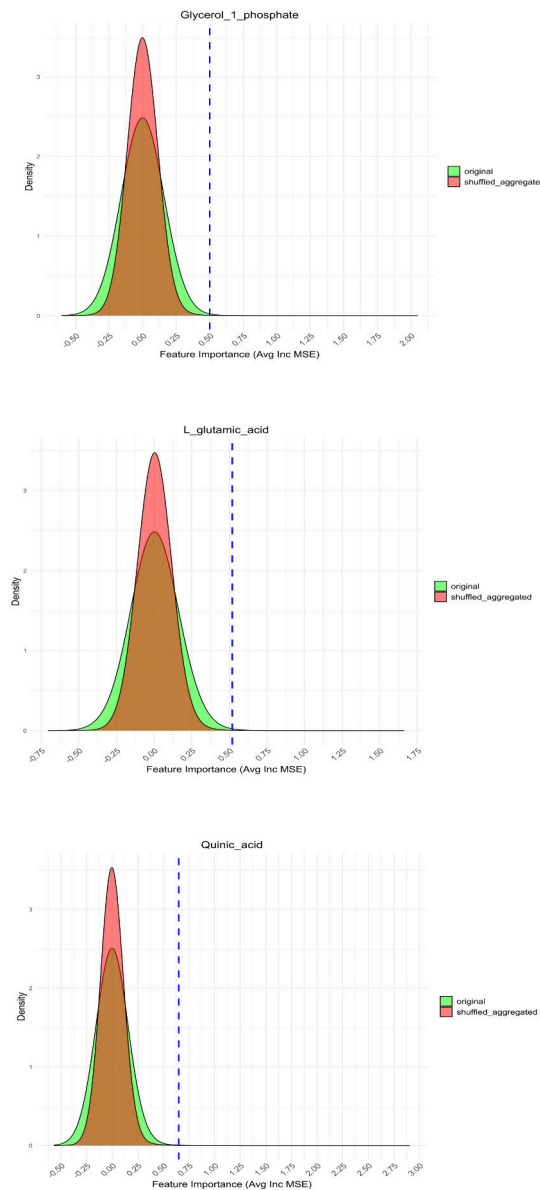 Glycerol_1_phosphate
3
2
1
0
Density
original
shuffled_aggregate
-0.50 0.00 0.25 0.50 0.75 1.00 1.25 1.50 1.75 2.00
Feature Importance (Avg Inc MSE)
L_glutamic_acid
3
2
1
0
Density
original
shuffled_aggregated
-0.75 -0.50 -0.25 0.00 0.25 0.50 0.75 1.00 1.25 1.50 1.75
Feature Importance (Avg Inc MSE)
Quinic_acid
3
2
1
0
Density
original
shuffled_aggregated
-0.50 0.00 0.25 0.50 0.75 1.00 1.25 1.50 1.75 2.00 2.25 2.50 2.75 3.00
Feature Importance (Avg Inc MSE)